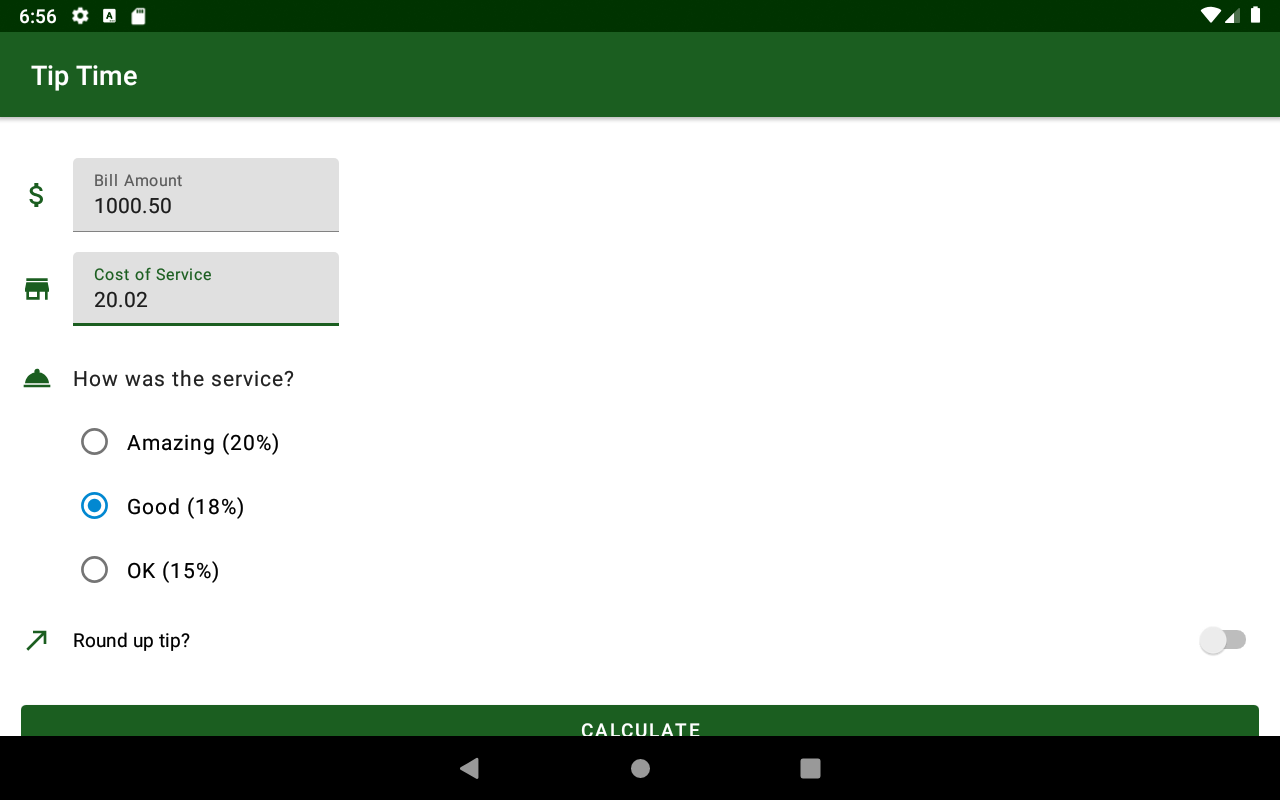 6:56
Tip Time
Bill Amount
1000.50
Cost of Service
20.02
How was the service?
Amazing (20%)
Good (18%)
OK (15%)
Round up tip?
CALCULATE